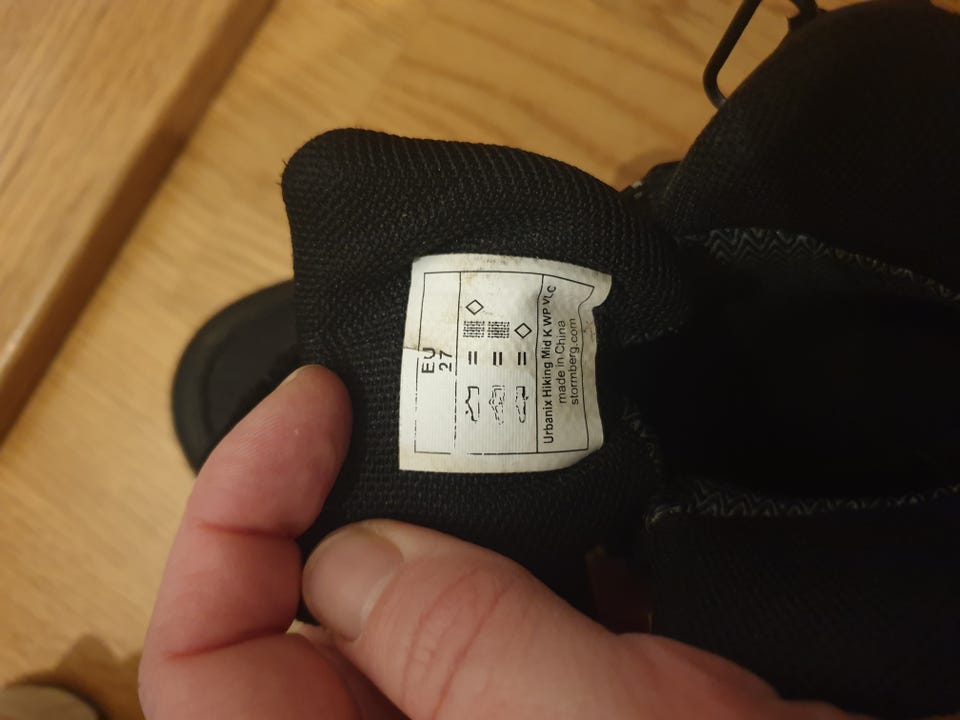 EU
27
=
=
=
Urbanix Hiking Mid K WP VLC
made in China
stormberg.com